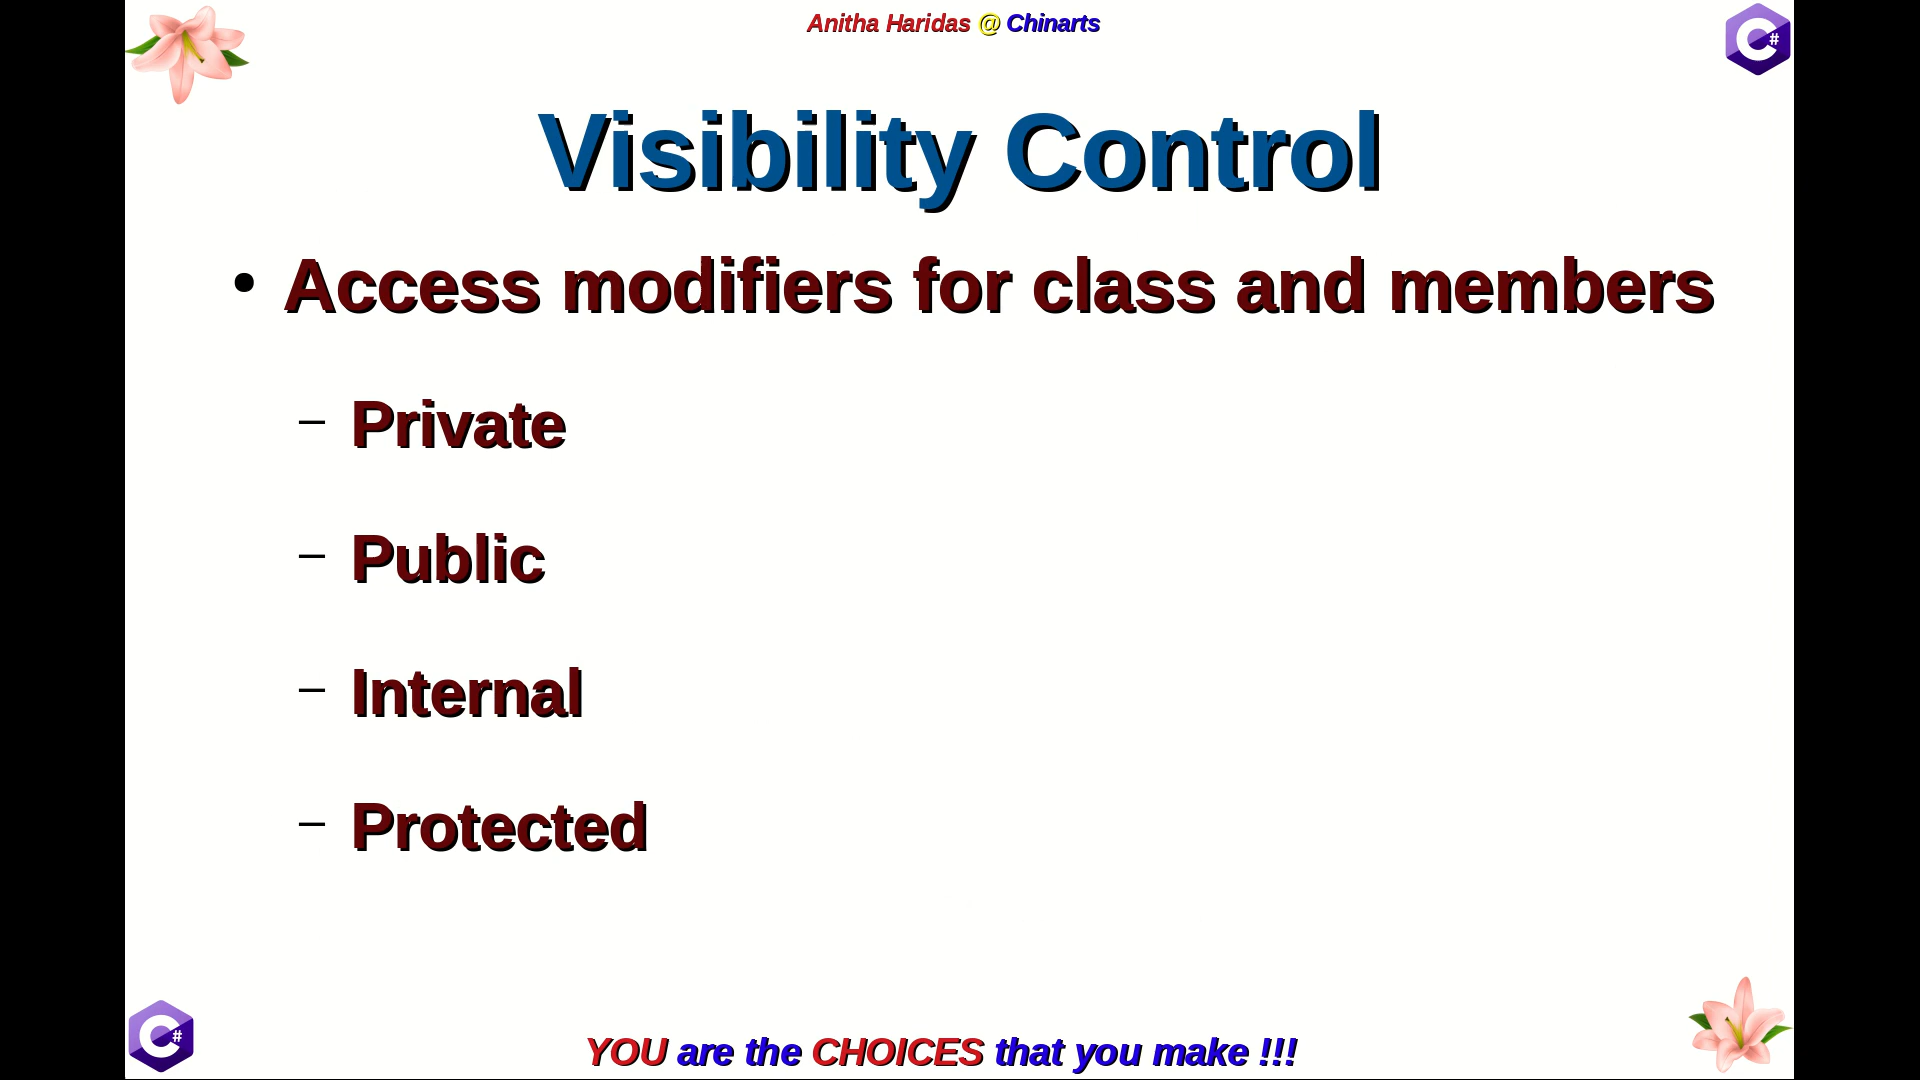 Anitha Haridas @ Chinarts
C#
Visibility Control
• Access modifiers for class and members
– Private
– Public
– Internal
– Protected
C#
YOU are the CHOICES that you make !!!